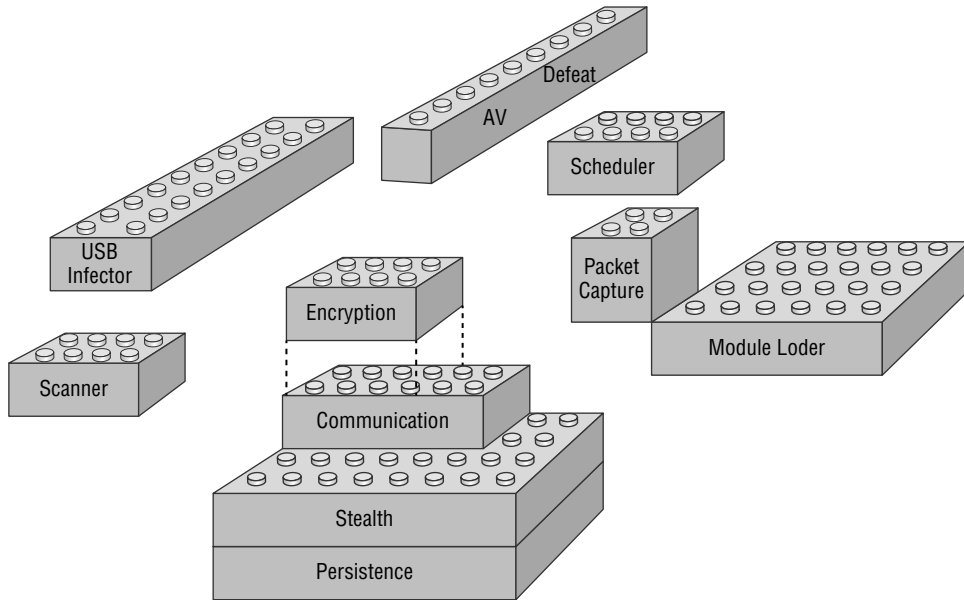 Defeat
AV
Scheduler
USB
Infector
Packet
Capture
Encryption
Module Loder
Scanner
Communication
Stealth
Persistence